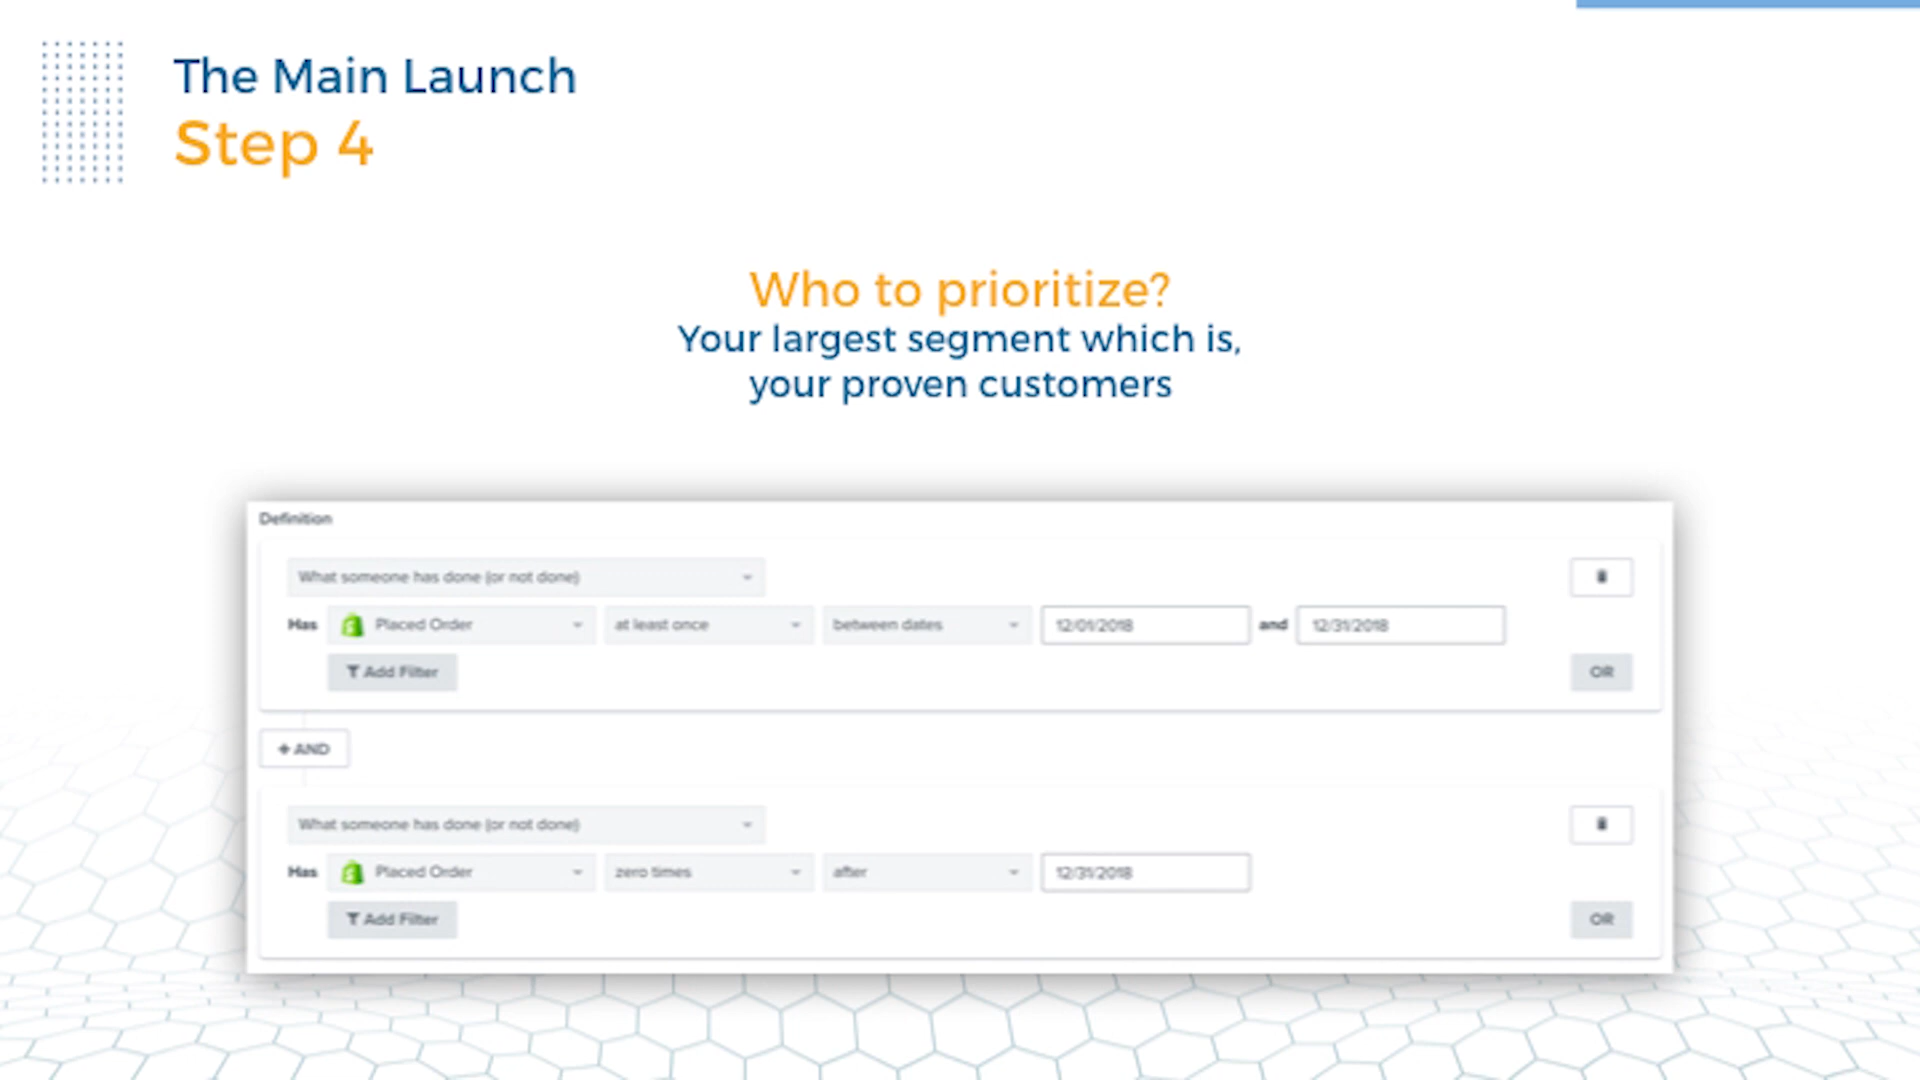 The Main Launch
Step 4
Who to prioritize?
Your largest segment which is,
your proven customers
Definition
What someone has done (or not done)
Has Placed Order at least once between dates 12/01/2018 and 12/31/2018
Add Filter OR
+ AND
What someone has done (or not done)
Has Placed Order zero times after 12/31/2018
Add Filter OR